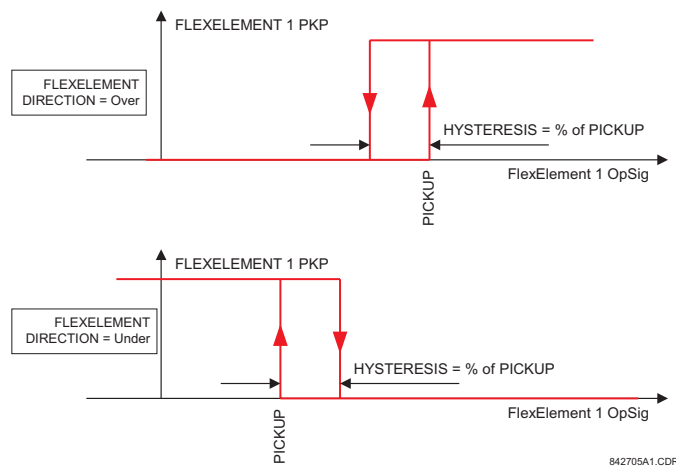 FLEXELEMENT 1 PKP
FLEXELEMENT
DIRECTION = Over
HYSTERESIS = % of PICKUP
FlexElement 1 OpSig
PICKUP
FLEXELEMENT 1 PKP
FLEXELEMENT
DIRECTION = Under
HYSTERESIS = % of PICKUP
FlexElement 1 OpSig
PICKUP
842705A1.CDR